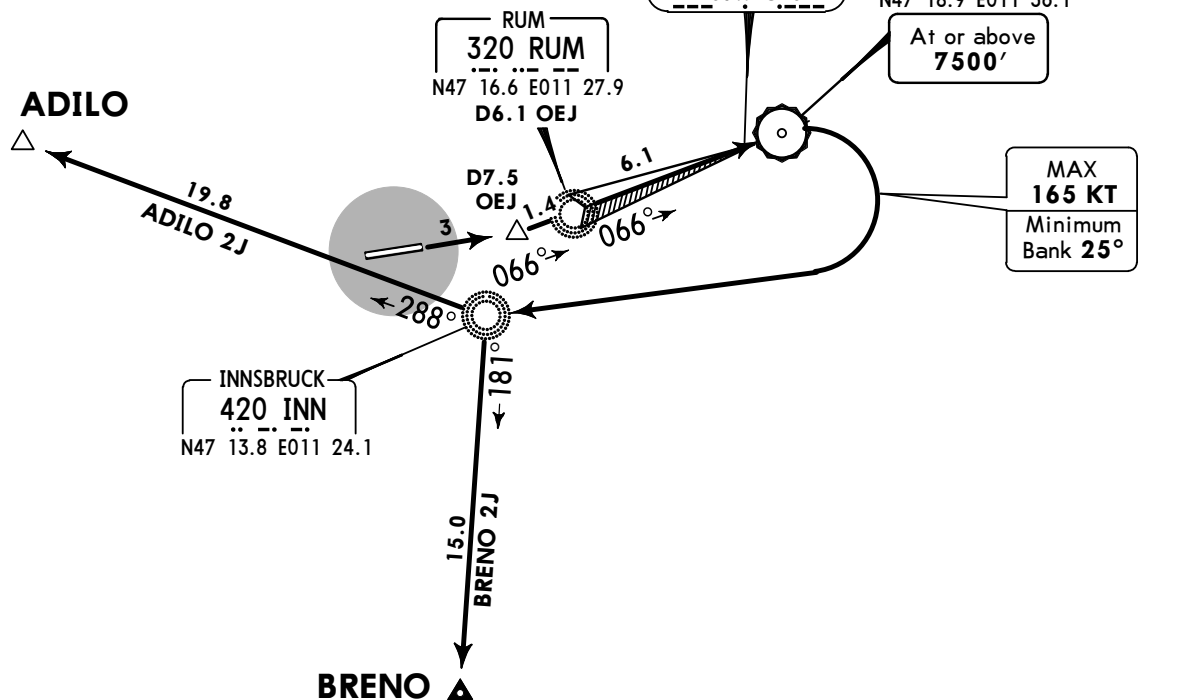 RUM
320 RUM
N47 16.6 E011 27.9
D6.1 OEJ
At or above
7500'
ADILO
19.8
ADILO 2J
D7.5
OEJ
1.4
6.1
3
066°
066°
MAX
165 KT
Minimum
Bank 25°
288°
181°
INNSBRUCK
420 INN
N47 13.8 E011 24.1
15.0
BRENO 2J
BRENO